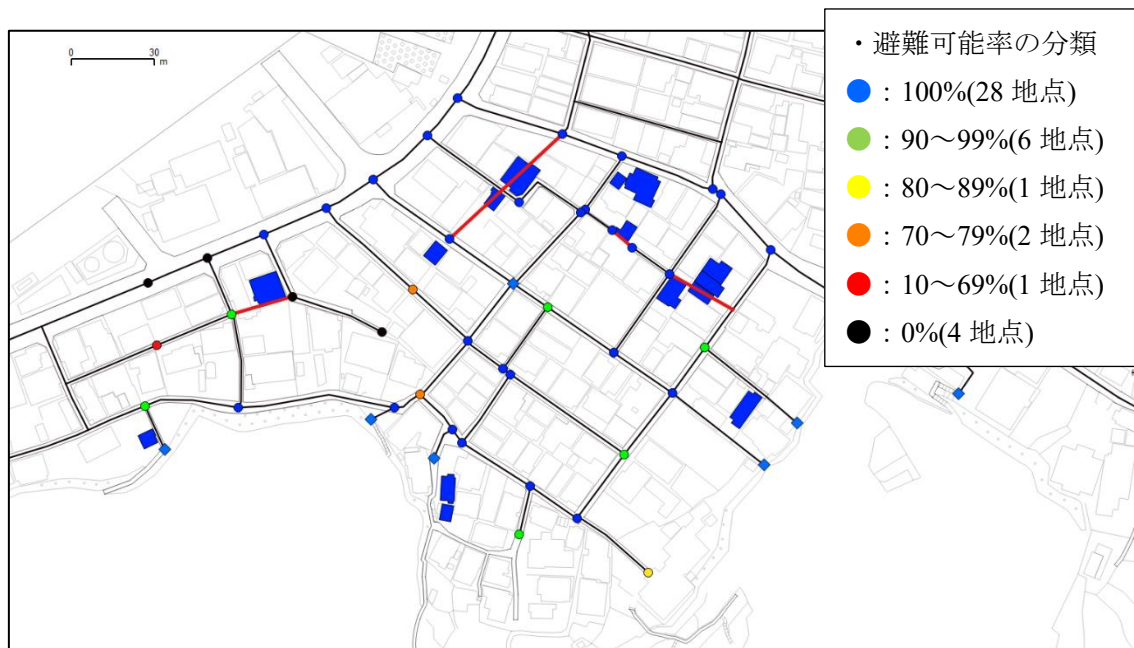 0 30
m
・避難可能率の分類
：100%(28 地点)
：90～99%(6 地点)
：80～89%(1 地点)
：70～79%(2 地点)
：10～69%(1 地点)
：0%(4 地点)